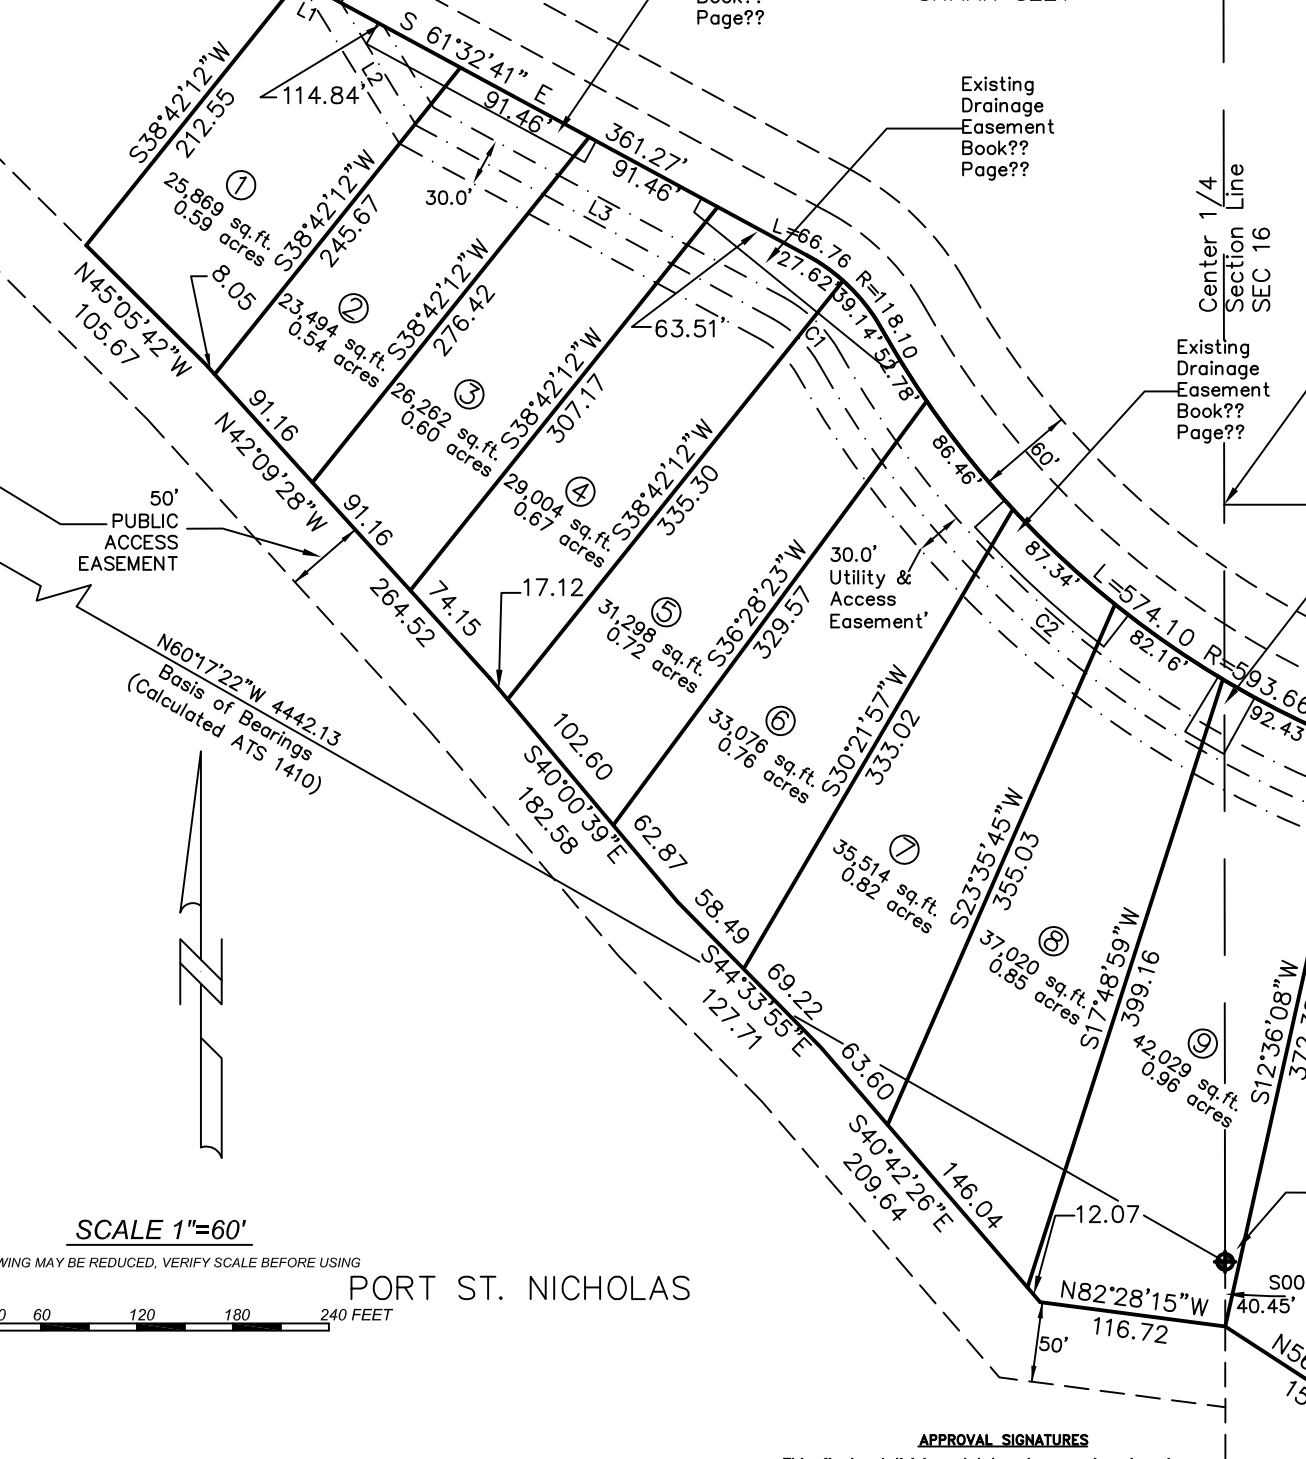 Page??
L1
S 61°32'41" E
L2
114.84'
91.46'
361.27'
91.46'
Existing
Drainage
Easement
Book??
Page??
S38°42'12"W
212.55
1
25,869 sq.ft.
0.59 acres
S38°42'12"W
245.67
30.0'
L3
L=66.76 R=118.10
27.62'
39.14'
52.78'
63.51'
C1
Center 1/4
Section Line
SEC 16
8.05
N45°05'42"W
105.67
2
23,494 sq.ft.
0.54 acres
S38°42'12"W
276.42
Existing
Drainage
Easement
Book??
Page??
91.16
N42°09'28"W
3
26,262 sq.ft.
0.60 acres
S38°42'12"W
307.17
86.46'
60'
50'
PUBLIC
ACCESS
EASEMENT
91.16
264.52
4
29,004 sq.ft.
0.67 acres
S38°42'12"W
335.30
30.0'
Utility &
Access
Easement'
87.34'
L=574.10 R=593.66
C2
82.16'
92.43
74.15
17.12
5
31,298 sq.ft.
0.72 acres
S36°28'23"W
329.57
N60°17'22"W 4442.13
Basis of Bearings
(Calculated ATS 1410)
102.60
S40°00'39"E
182.58
6
33,076 sq.ft.
0.76 acres
S30°21'57"W
333.02
62.87
58.49
7
35,514 sq.ft.
0.82 acres
S23°35'45"W
355.03
S44°33'55"E
127.71
69.22
63.60
8
37,020 sq.ft.
0.85 acres
S17°48'59"W
399.16
9
42,029 sq.ft.
0.96 acres
S12°36'08"W
S40°42'26"E
209.64
146.04
12.07
SCALE 1"=60'
WING MAY BE REDUCED, VERIFY SCALE BEFORE USING
0 60 120 180 240 FEET
PORT ST. NICHOLAS
N82°28'15"W
116.72
S00
40.45'
50'
N56
15
APPROVAL SIGNATURES